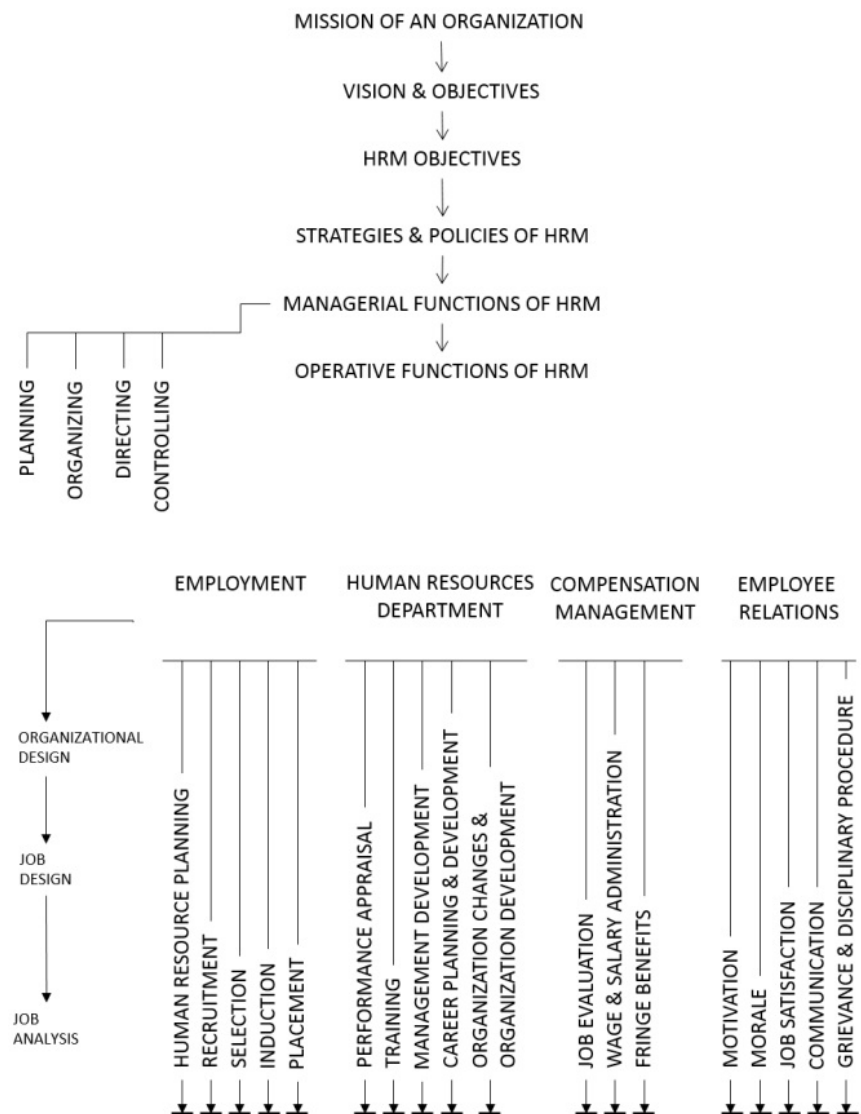 MISSION OF AN ORGANIZATION
VISION & OBJECTIVES
HRM OBJECTIVES
STRATEGIES & POLICIES OF HRM
MANAGERIAL FUNCTIONS OF HRM
OPERATIVE FUNCTIONS OF HRM
PLANNING
ORGANIZING
DIRECTING
CONTROLLING
EMPLOYMENT
HUMAN RESOURCES
DEPARTMENT
COMPENSATION
MANAGEMENT
EMPLOYEE
RELATIONS
ORGANIZATIONAL
DESIGN
JOB
DESIGN
JOB
ANALYSIS
HUMAN RESOURCE PLANNING
RECRUITMENT
SELECTION
INDUCTION
PLACEMENT
PERFORMANCE APPRAISAL
TRAINING
MANAGEMENT DEVELOPMENT
CAREER PLANNING & DEVELOPMENT
ORGANIZATION CHANGES &
ORGANIZATION DEVELOPMENT
JOB EVALUATION
WAGE & SALARY ADMINISTRATION
FRINGE BENEFITS
MOTIVATION
MORALE
JOB SATISFACTION
COMMUNICATION
GRIEVANCE & DISCIPLINARY PROCEDURE